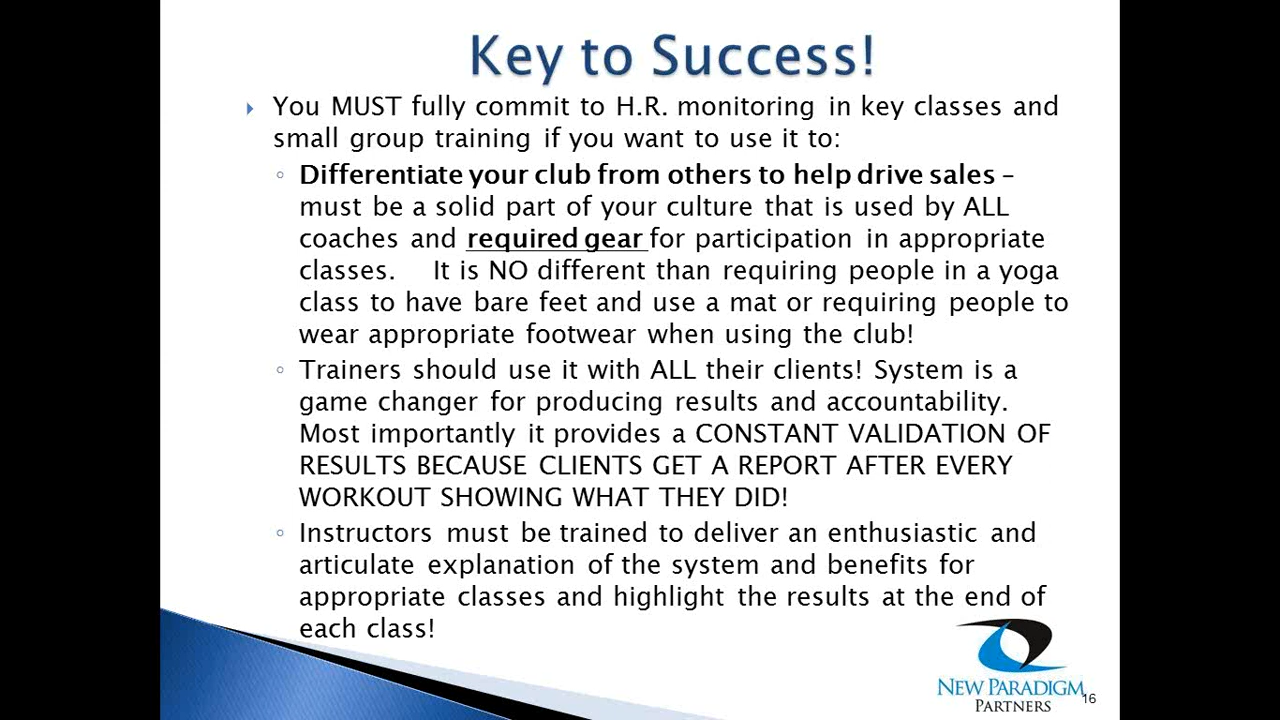 Key to Success!
You MUST fully commit to H.R. monitoring in key classes and
small group training if you want to use it to:
Differentiate your club from others to help drive sales –
must be a solid part of your culture that is used by ALL
coaches and required gear for participation in appropriate
classes. It is NO different than requiring people in a yoga
class to have bare feet and use a mat or requiring people to
wear appropriate footwear when using the club!
Trainers should use it with ALL their clients! System is a
game changer for producing results and accountability.
Most importantly it provides a CONSTANT VALIDATION OF
RESULTS BECAUSE CLIENTS GET A REPORT AFTER EVERY
WORKOUT SHOWING WHAT THEY DID!
Instructors must be trained to deliver an enthusiastic and
articulate explanation of the system and benefits for
appropriate classes and highlight the results at the end of
each class!
NEW PARADIGM
PARTNERS
16